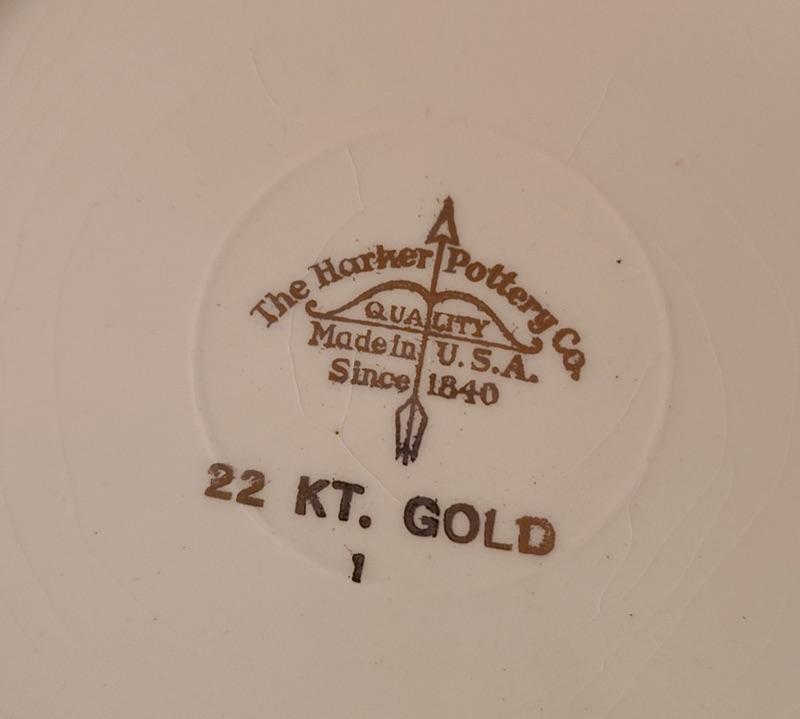 The Harker Pottery Co.
QUALITY
Made in U.S.A.
Since 1840
22 KT. GOLD
1